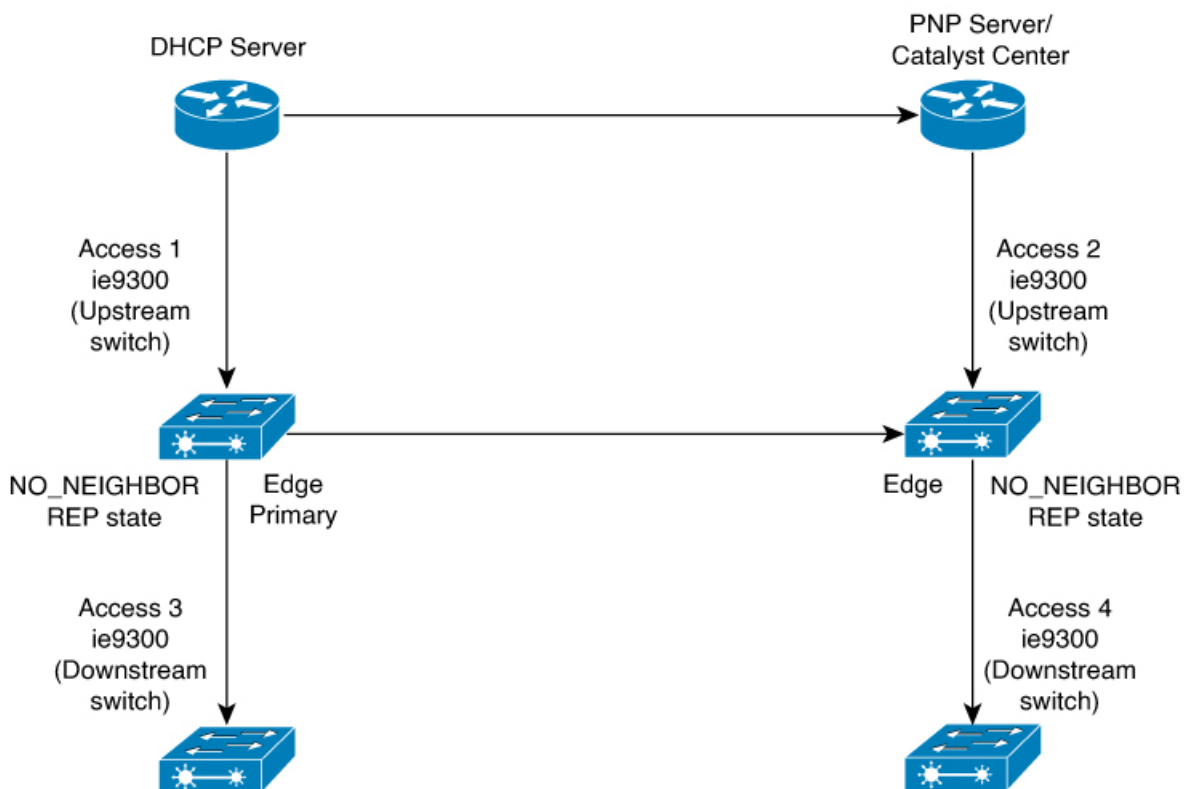 DHCP Server
PNP Server/
Catalyst Center
Access 1
ie9300
(Upstream
switch)
Access 2
ie9300
(Upstream
switch)
NO_NEIGHBOR
REP state
Edge
Primary
Edge
NO_NEIGHBOR
REP state
Access 3
ie9300
(Downstream
switch)
Access 4
ie9300
(Downstream
switch)